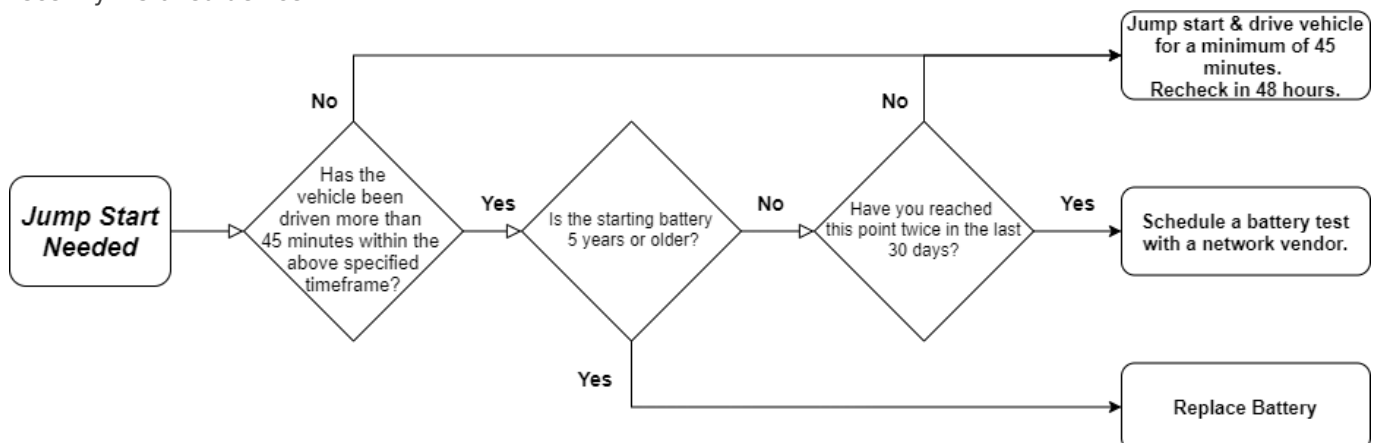 Jump start & drive vehicle
for a minimum of 45
minutes.
Recheck in 48 hours.
No
No
Jump Start
Needed
Has the
vehicle been
driven more than
45 minutes within the
above specified
timeframe?
Yes
Is the starting battery
5 years or older?
No
Have you reached
this point twice in the last
30 days?
Yes
Schedule a battery test
with a network vendor.
Yes
Replace Battery